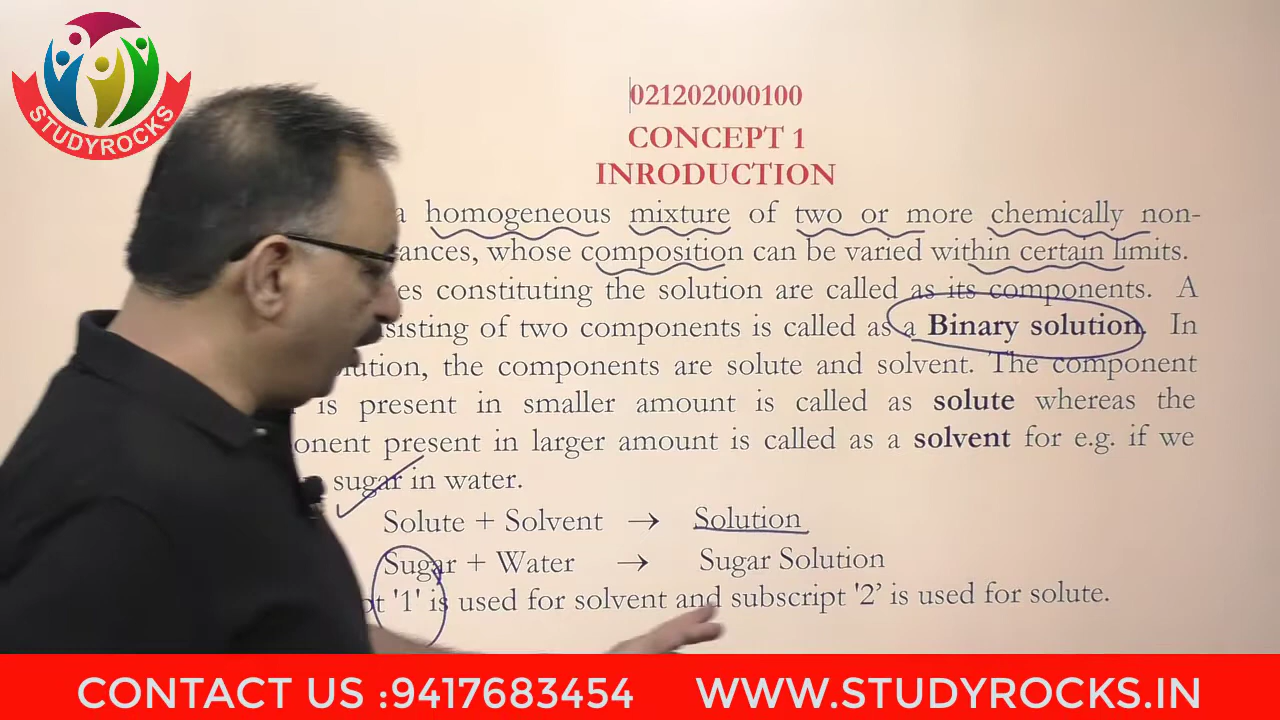 STUDYROCKS
021202000100
CONCEPT 1
INRODUCTION
a homogeneous mixture of two or more chemically non-
ances, whose composition can be varied within certain limits.
es constituting the solution are called as its components. A
sisting of two components is called as a Binary solution. In
ution, the components are solute and solvent. The component
is present in smaller amount is called as solute whereas the
onent present in larger amount is called as a solvent for e.g. if we
sugar in water.
Solute + Solvent → Solution
Sugar + Water → Sugar Solution
pt '1' is used for solvent and subscript '2' is used for solute.
CONTACT US :9417683454 WWW.STUDYROCKS.IN